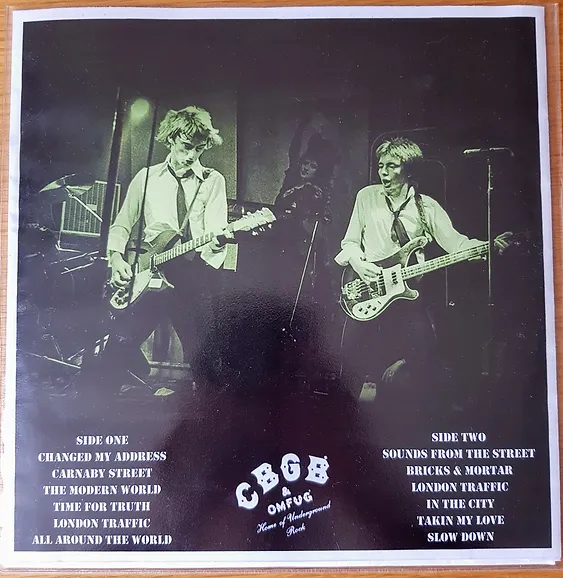 SIDE ONE
CHANGED MY ADDRESS
CARNABY STREET
THE MODERN WORLD
TIME FOR TRUTH
LONDON TRAFFIC
ALL AROUND THE WORLD
CBGB
&
OMFUG
Home of Underground
Rock
SIDE TWO
SOUNDS FROM THE STREET
BRICKS & MORTAR
LONDON TRAFFIC
IN THE CITY
TAKIN MY LOVE
SLOW DOWN